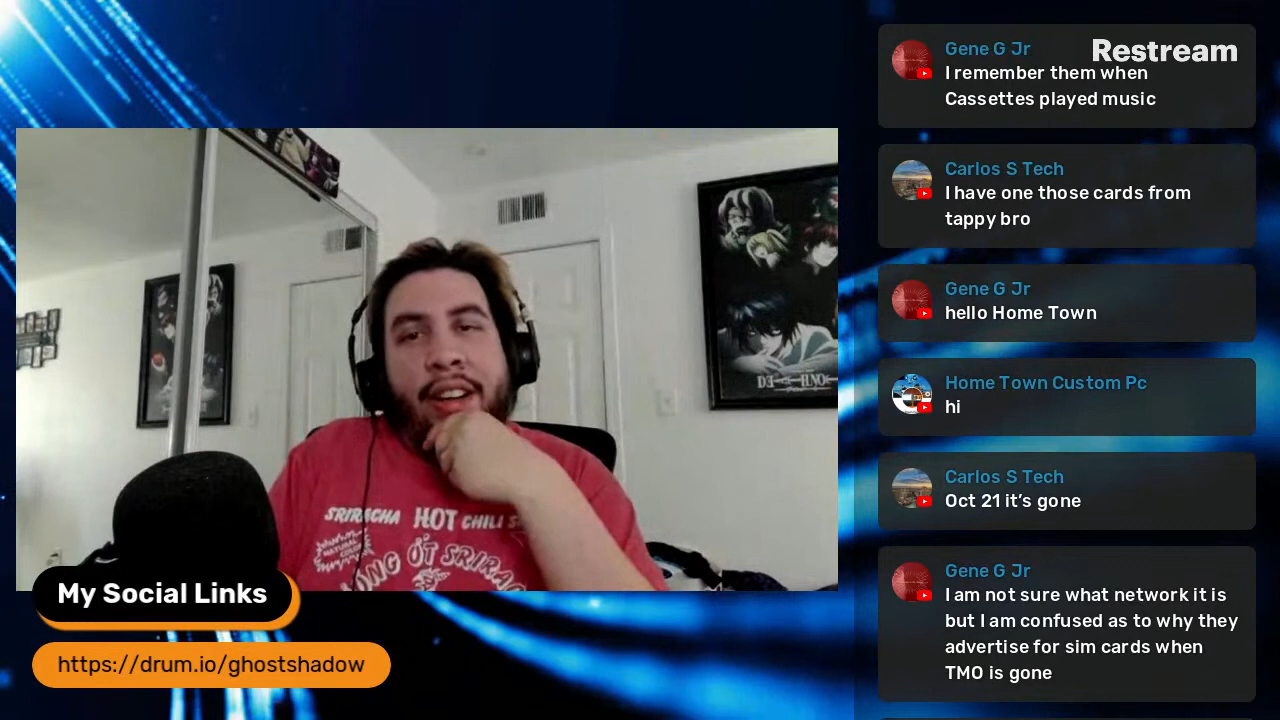 Restream
Gene G Jr
I remember them when
Cassettes played music
Carlos S Tech
I have one those cards from
tappy bro
Gene G Jr
hello Home Town
Home Town Custom Pc
hi
Carlos S Tech
Oct 21 it's gone
Gene G Jr
I am not sure what network it is
but I am confused as to why they
advertise for sim cards when
TMO is gone
SRIRACHA HOT CHILI
My Social Links
https://drum.io/ghostshadow